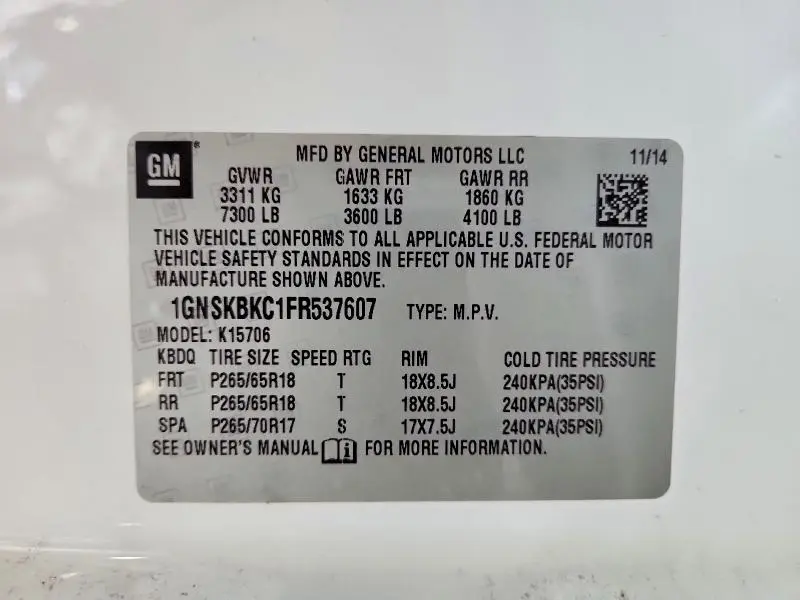 GM® MFD BY GENERAL MOTORS LLC 11/14
GVWR GAWR FRT GAWR RR
3311 KG 1633 KG 1860 KG
7300 LB 3600 LB 4100 LB
THIS VEHICLE CONFORMS TO ALL APPLICABLE U.S. FEDERAL MOTOR
VEHICLE SAFETY STANDARDS IN EFFECT ON THE DATE OF
MANUFACTURE SHOWN ABOVE.
1GNSKBKC1FR537607 TYPE: M.P.V.
MODEL: K15706
KBDQ TIRE SIZE SPEED RTG RIM COLD TIRE PRESSURE
FRT P265/65R18 T 18X8.5J 240KPA(35PSI)
RR P265/65R18 T 18X8.5J 240KPA(35PSI)
SPA P265/70R17 S 17X7.5J 240KPA(35PSI)
SEE OWNER'S MANUAL i FOR MORE INFORMATION.